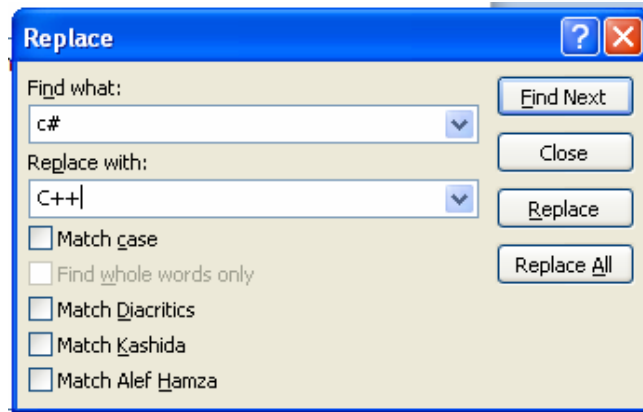 Replace
Find what:
c#
Replace with:
C++
Match case
Find whole words only
Match Diacritics
Match Kashida
Match Alef Hamza
Find Next
Close
Replace
Replace All